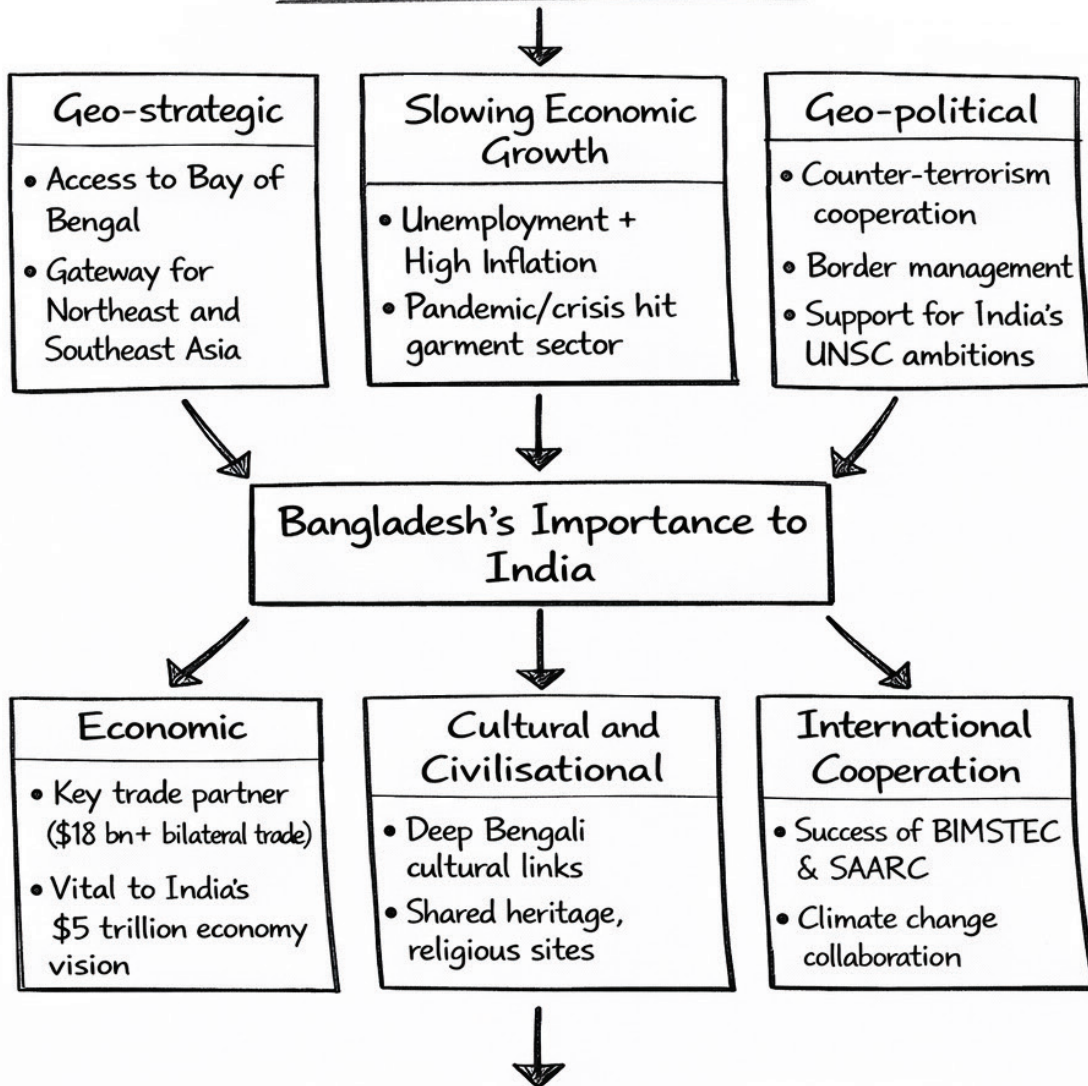 Geo-strategic
• Access to Bay of
Bengal
• Gateway for
Northeast and
Southeast Asia
Slowing Economic
Growth
• Unemployment +
High Inflation
• Pandemic/crisis hit
garment sector
Geo-political
• Counter-terrorism
cooperation
• Border management
• Support for India's
UNSC ambitions
Bangladesh's Importance to
India
Economic
• Key trade partner
($18 bn+ bilateral trade)
• Vital to India's
$5 trillion economy
vision
Cultural and
Civilisational
• Deep Bengali
cultural links
• Shared heritage,
religious sites
International
Cooperation
• Success of BIMSTEC
& SAARC
• Climate change
collaboration